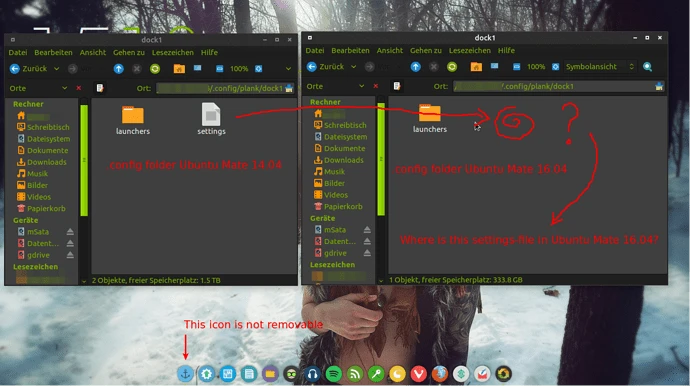 dock1
Datei Bearbeiten Ansicht Gehen zu Lesezeichen Hilfe
Zurück 100%
Orte Ort: /.config/plank/dock1
Rechner
Schreibtisch
Dateisystem
Dokumente
Downloads
Musik
Bilder
Videos
Papierkorb
Geräte
mSata
Datent...
gdrive
Lesezeichen
launchers
settings
config folder Ubuntu Mate 14.04
2 Objekte, freier Speicherplatz: 1.5 TB
dock1
Datei Bearbeiten Ansicht Gehen zu Lesezeichen Hilfe
Zurück 100% Symbolansicht
Orte Ort: .config/plank/dock1
Rechner
Schreibtisch
Dateisystem
Dokumente
Downloads
Musik
Bilder
Videos
Papierkorb
Geräte
mSata
Datent...
gdrive
Lesezeichen
launchers
?
config folder Ubuntu Mate 16.04
Where is this settings file in Ubuntu Mate 16.04?
1 Objekt, freier Speicherplatz: 333.8 GB
This icon is not removable